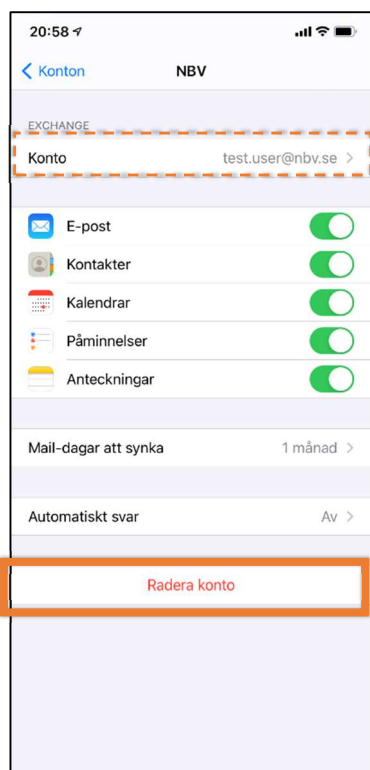 20:58
Konton NBV
EXCHANGE
Konto test.user@nbv.se
E-post
Kontakter
Kalendrar
Påminnelser
Anteckningar
Mail-dagar att synka 1 månad
Automatiskt svar Av
Radera konto